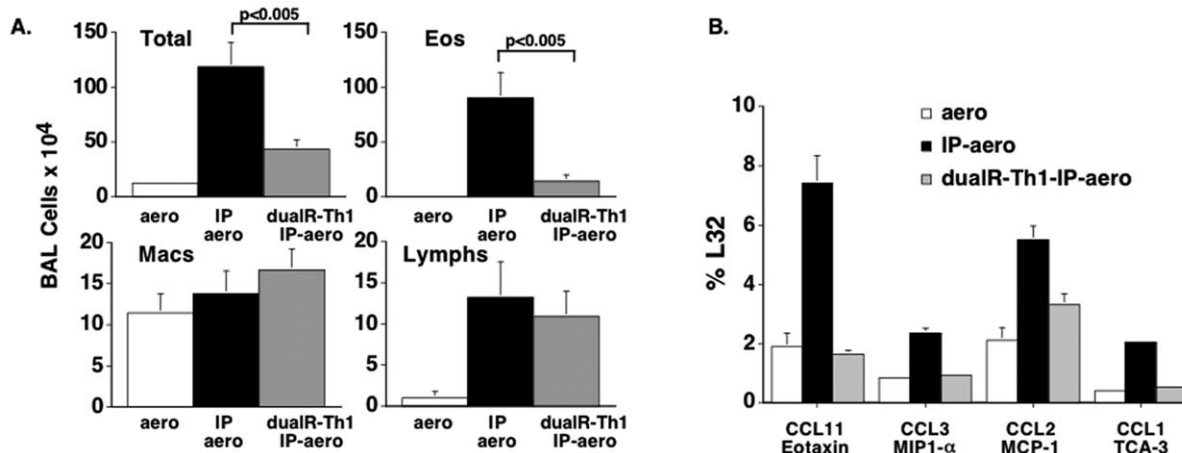 A.
BAL Cells x 10⁴
Total
p<0.005
150
100
50
0
aero
IP
aero
dualR-Th1
IP-aero
Eos
p<0.005
150
100
50
0
aero
IP
aero
dualR-Th1
IP-aero
Macs
20
15
10
5
0
aero
IP
aero
dualR-Th1
IP-aero
Lymphs
20
15
10
5
0
aero
IP
aero
dualR-Th1
IP-aero
B.
% L32
10
8
6
4
2
0
aero
IP-aero
dualR-Th1-IP-aero
CCL11
Eotaxin
CCL3
MIP1-α
CCL2
MCP-1
CCL1
TCA-3